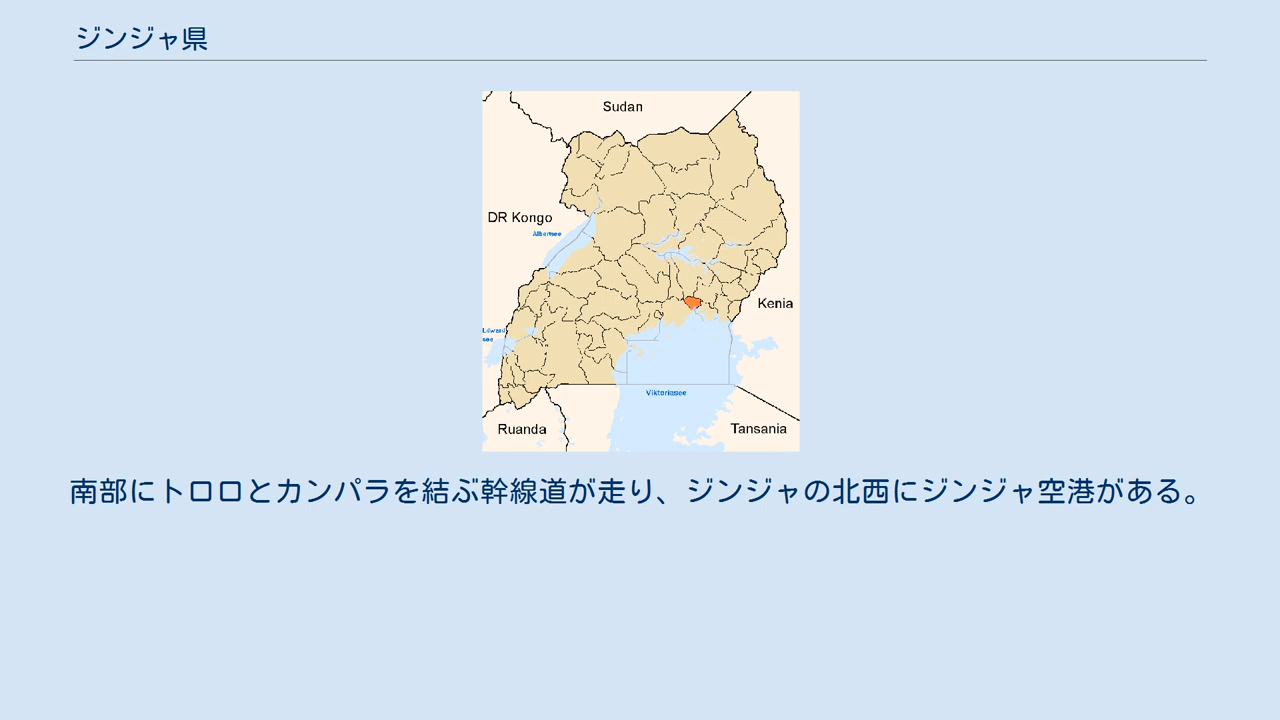 ジンジャ県
Sudan
DR Kongo
Albertsee
Kenia
Edward
see
Viktoriasee
Ruanda
Tansania
南部にトロロとカンパラを結ぶ幹線道が走り、ジンジャの北西にジンジャ空港がある。